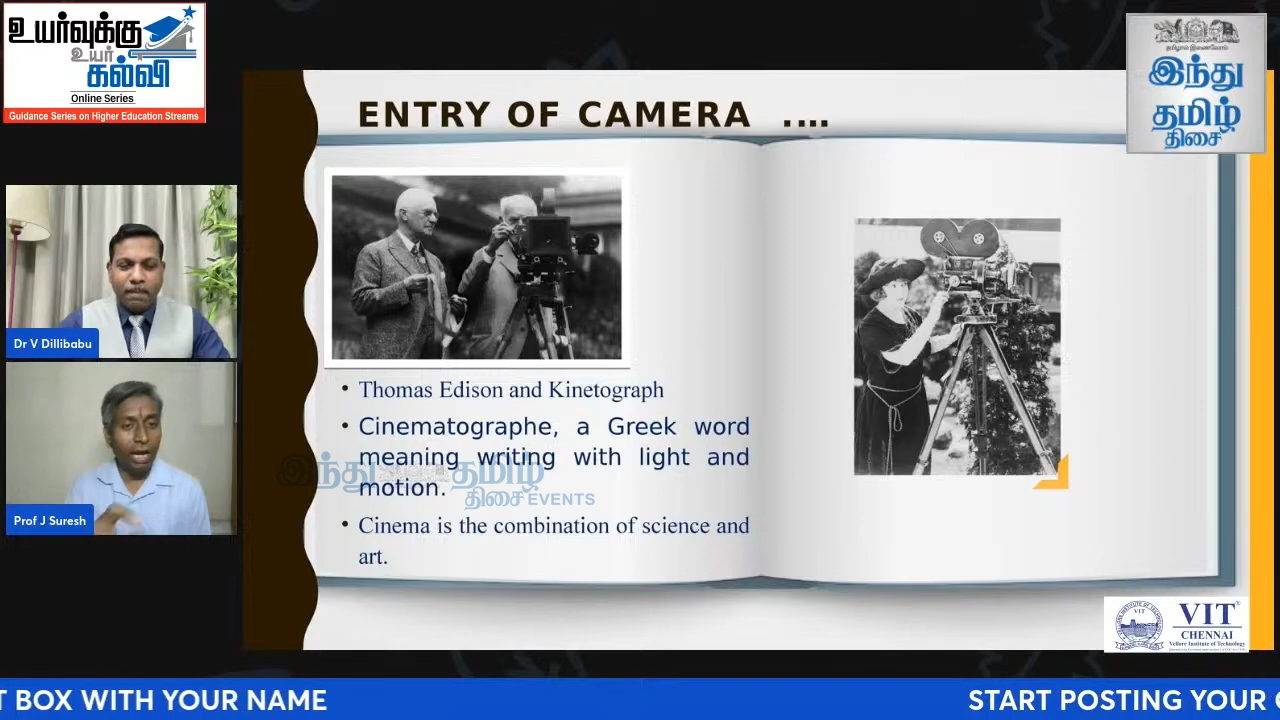 உயர்வுக்கு
உயர்
கல்வி
Online Series
Guidance Series on Higher Education Streams
இந்து
தமிழ்
திசை
ENTRY OF CAMERA ....
Dr V Dillibabu
Prof J Suresh
• Thomas Edison and Kinetograph
• Cinematographe, a Greek word
meaning writing with light and
motion.
• Cinema is the combination of science and
art.
இந்து தமிழ்
திசை EVENTS
VIT
VIT
CHENNAI
Vellore Institute of Technology
T BOX WITH YOUR NAME
START POSTING YOUR